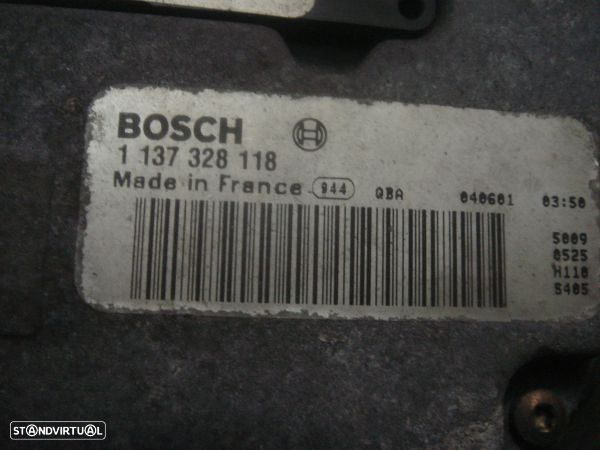 BOSCH
1 137 328 118
Made in France 944 QBA 040601 03:50
5009
0525
H110
S405
STANDVIRTUAL